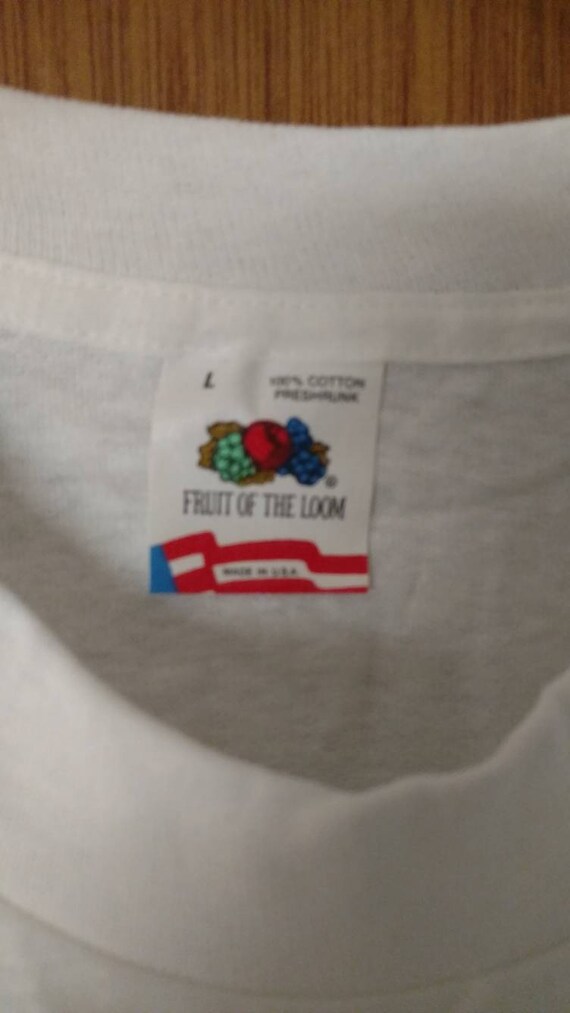 L
100% COTTON
PRESHRUNK
®
FRUIT OF THE LOOM
MADE IN U.S.A.